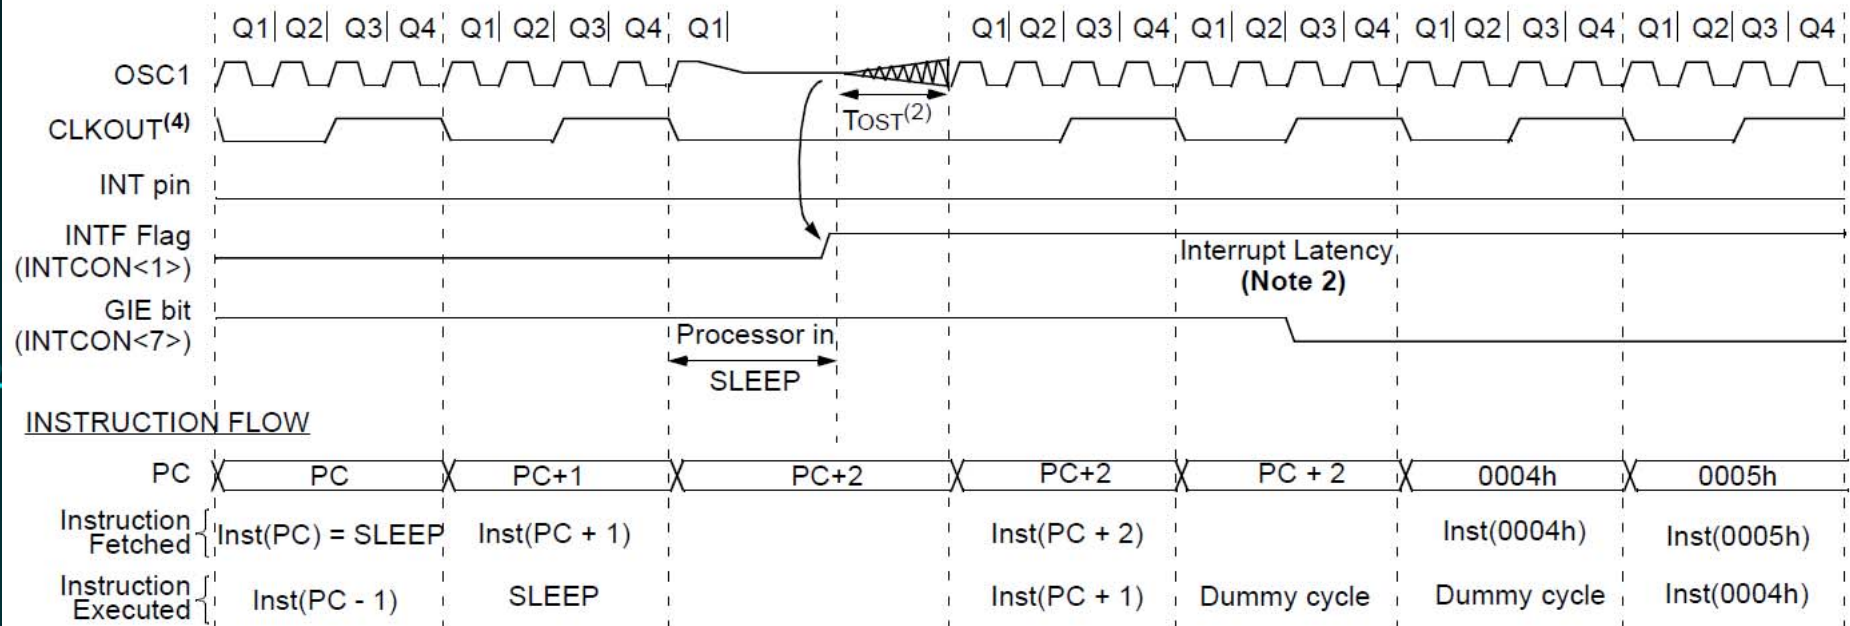 Q1 Q2 Q3 Q4 Q1 Q2 Q3 Q4 Q1 Q1 Q2 Q3 Q4 Q1 Q2 Q3 Q4 Q1 Q2 Q3 Q4 Q1 Q2 Q3 Q4
OSC1
TOST(2)
CLKOUT(4)
INT pin
INTF Flag
(INTCON<1>)
Interrupt Latency
(Note 2)
GIE bit
(INTCON<7>)
Processor in
SLEEP
INSTRUCTION FLOW
PC PC PC+1 PC+2 PC+2 PC + 2 0004h 0005h
Instruction
Fetched
Inst(PC) = SLEEP Inst(PC + 1) Inst(PC + 2) Inst(0004h) Inst(0005h)
Instruction
Executed
Inst(PC - 1) SLEEP Inst(PC + 1) Dummy cycle Dummy cycle Inst(0004h)